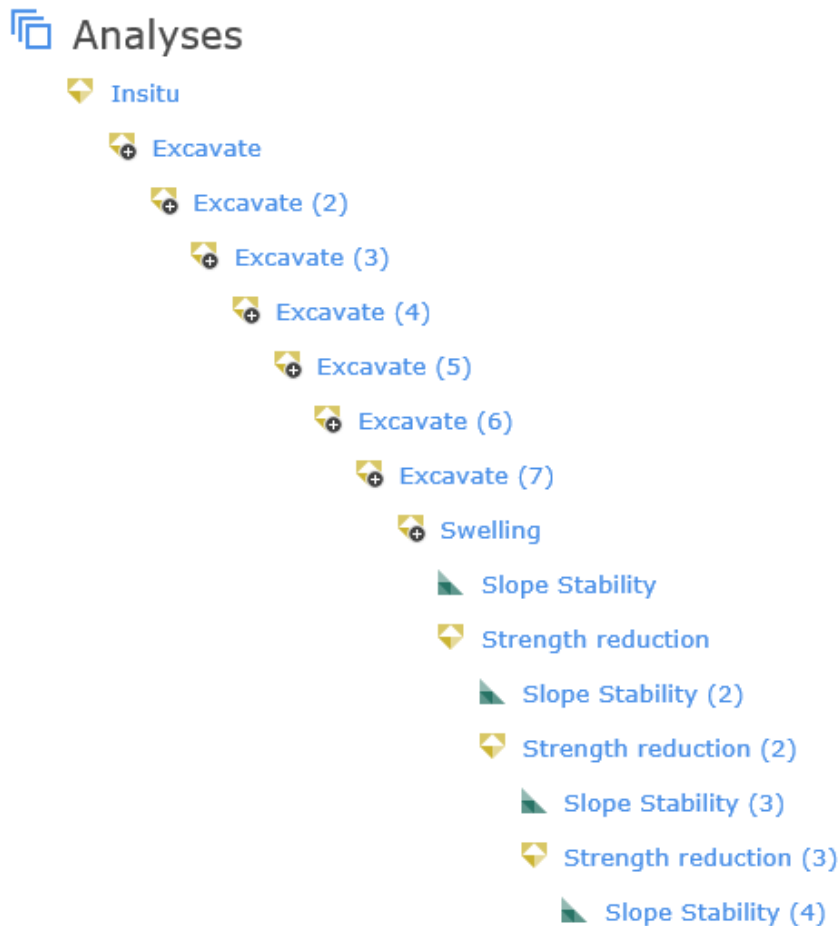 Analyses
Insitu
Excavate
Excavate (2)
Excavate (3)
Excavate (4)
Excavate (5)
Excavate (6)
Excavate (7)
Swelling
Slope Stability
Strength reduction
Slope Stability (2)
Strength reduction (2)
Slope Stability (3)
Strength reduction (3)
Slope Stability (4)